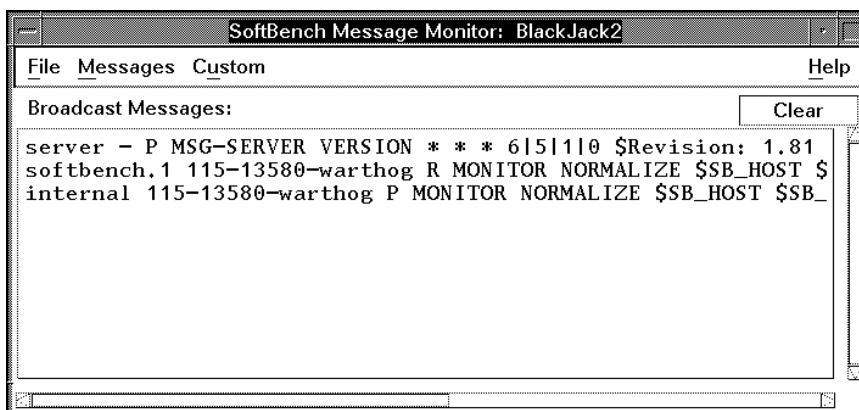 SoftBench Message Monitor: BlackJack2
File Messages Custom Help
Broadcast Messages:
Clear
server - P MSG-SERVER VERSION * * * 6|5|1|0 $Revision: 1.81
softbench.1 115-13580-warthog R MONITOR NORMALIZE $SB_HOST $
internal 115-13580-warthog P MONITOR NORMALIZE $SB_HOST $SB_